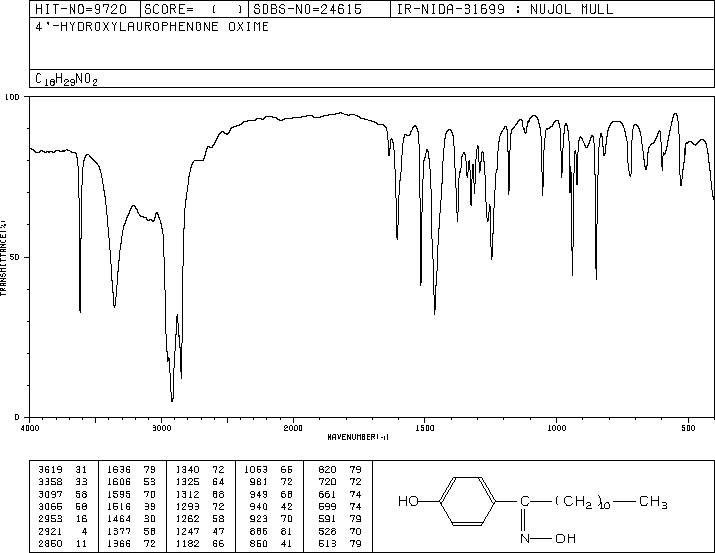 HIT-NO=9720 SCORE= ( ) SDBS-NO=24615 IR-NIDA-31699 : NUJOL MULL
4'-HYDROXYLAUROPHENONE OXIME
C18H29NO2
100
50
0
TRANSMITTANCE(%)
4000 3000 2000 1500 1000 500
WAVENUMBER(-1)
3619 31 1636 79 1340 72 1053 66 820 79
3358 33 1606 53 1325 64 981 72 720 72
3097 58 1595 70 1312 68 949 68 661 74
3065 60 1516 39 1293 72 940 42 599 74
2953 16 1464 30 1262 58 923 70 591 79
2921 4 1377 58 1247 47 886 81 528 70
2850 11 1366 72 1182 66 850 41 513 79
HO C (CH2)10 CH3
N OH